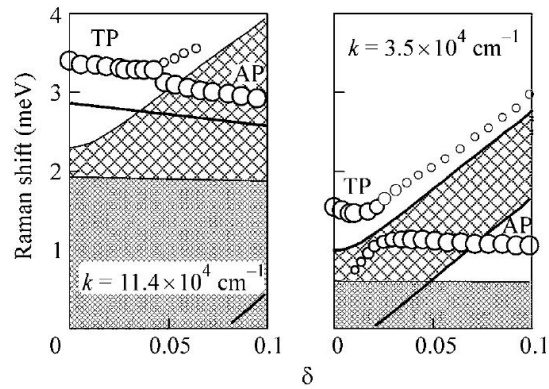 4
3
2
1
0
Raman shift (meV)
TP
AP
k = 11.4 × 10⁴ cm⁻¹
0.05
0.1
k = 3.5 × 10⁴ cm⁻¹
TP
AP
0
0.05
0.1
δ